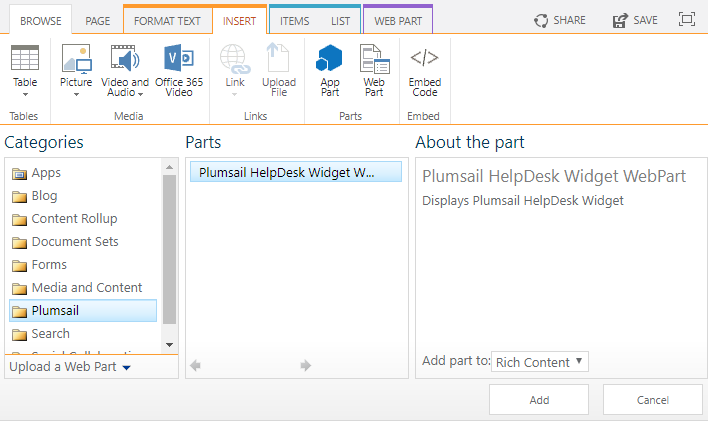 BROWSE PAGE FORMAT TEXT INSERT ITEMS LIST WEB PART SHARE SAVE
Table Picture Video and Audio Office 365 Video Link Upload File App Part Web Part Embed Code
Tables Media Links Parts Embed
Categories
Apps
Blog
Content Rollup
Document Sets
Forms
Media and Content
Plumsail
Search
Upload a Web Part
Parts
Plumsail HelpDesk Widget W...
About the part
Plumsail HelpDesk Widget WebPart
Displays Plumsail HelpDesk Widget
Add part to: Rich Content
Add Cancel